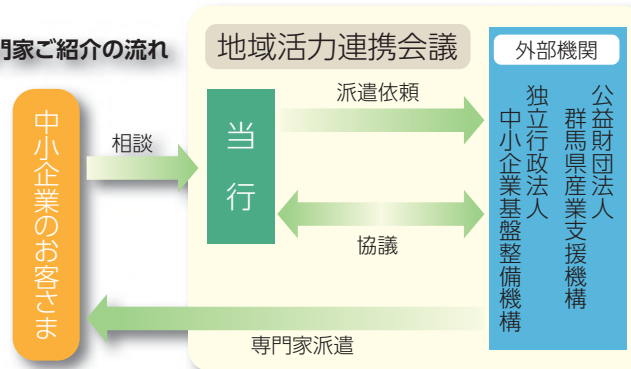 門家ご紹介の流れ
地域活力連携会議
外部機関
中小企業のお客さま
相談
当行
派遣依頼
協議
専門家派遣
公益財団法人
群馬県産業支援機構
独立行政法人
中小企業基盤整備機構